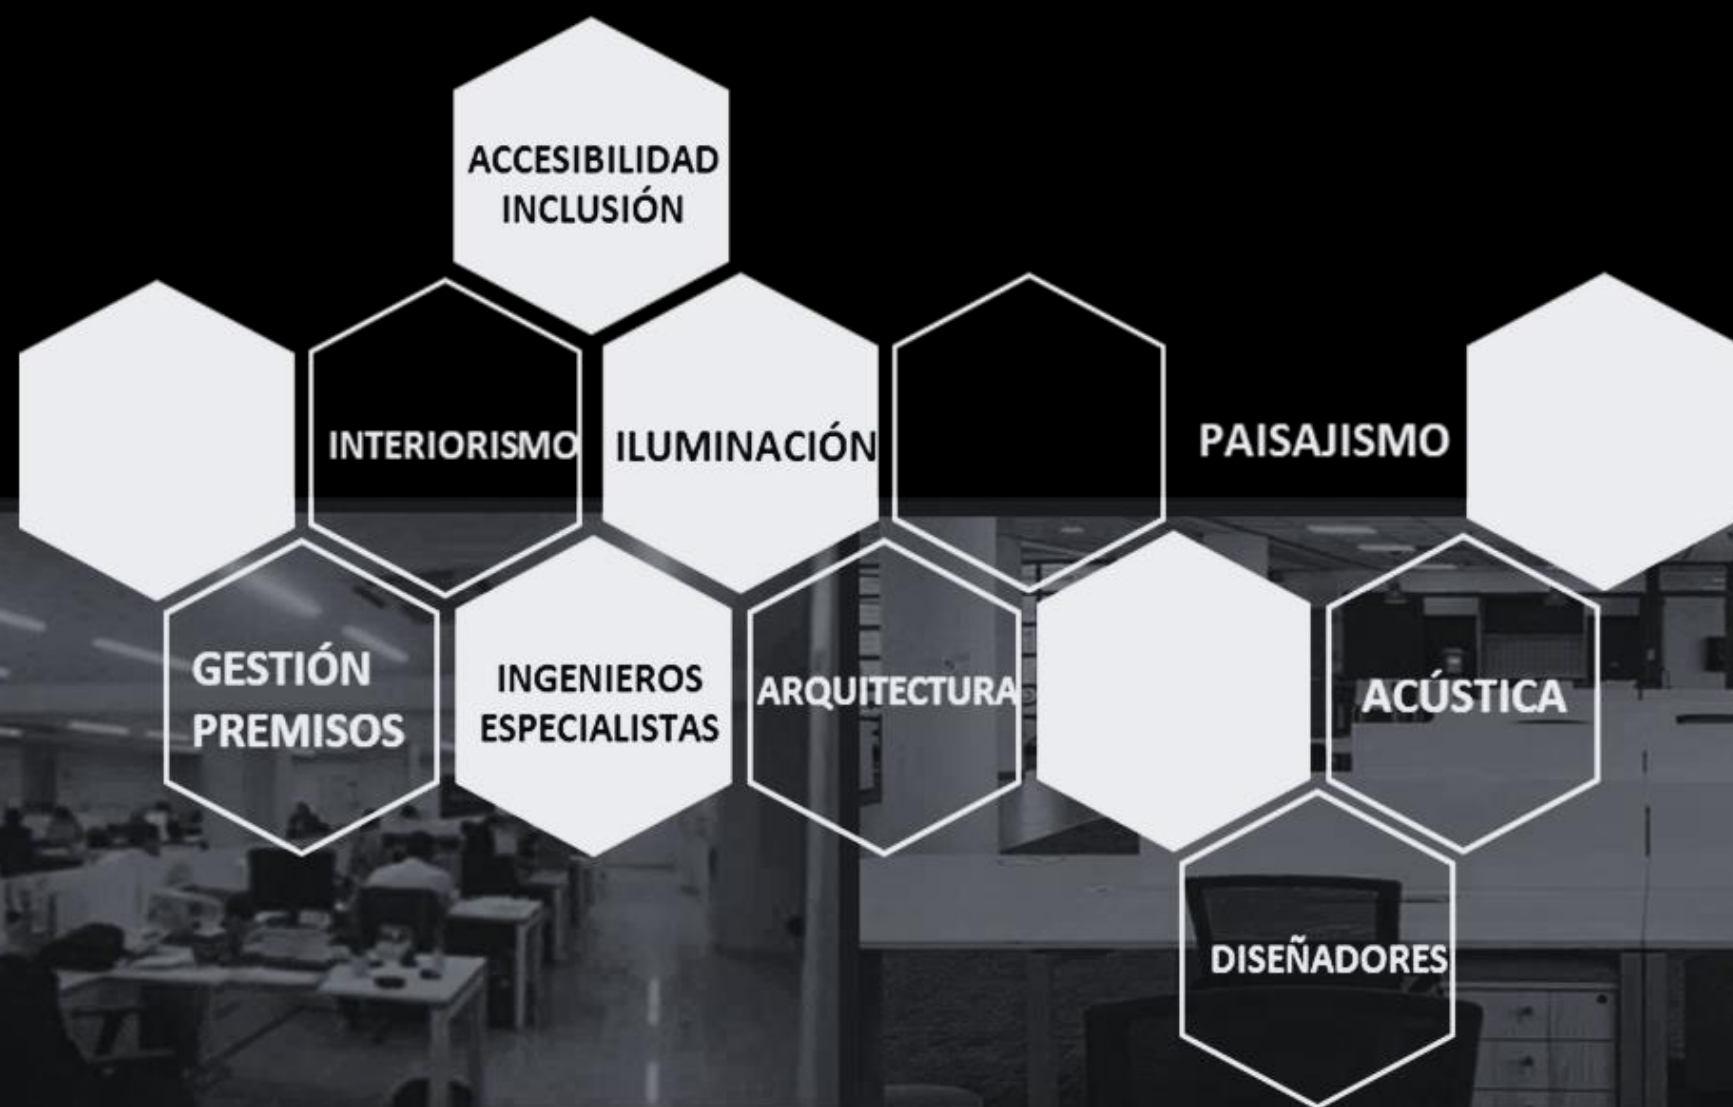 ACCESIBILIDAD
INCLUSIÓN
INTERIORISMO
ILUMINACIÓN
PAISAJISMO
GESTIÓN
PREMISOS
INGENIEROS
ESPECIALISTAS
ARQUITECTURA
ACÚSTICA
DISEÑADORES